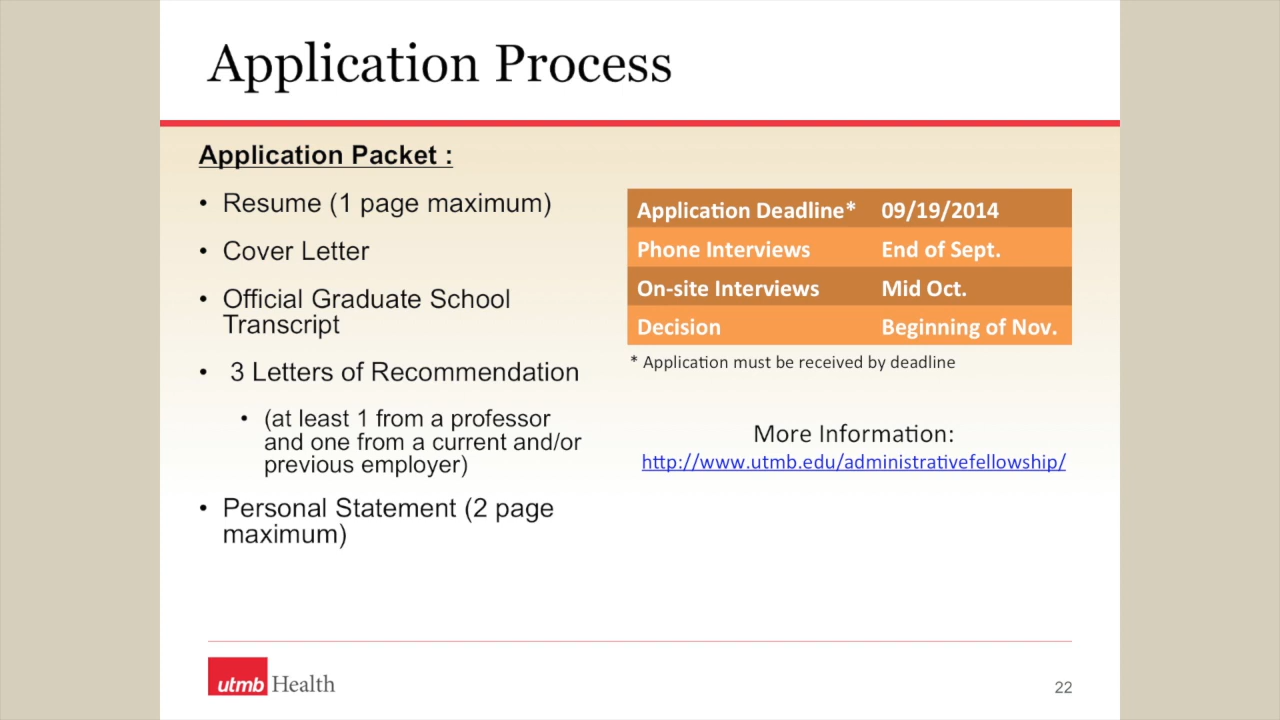 Application Process
Application Packet :
• Resume (1 page maximum)
• Cover Letter
• Official Graduate School
Transcript
• 3 Letters of Recommendation
• (at least 1 from a professor
and one from a current and/or
previous employer)
• Personal Statement (2 page
maximum)
Application Deadline* 09/19/2014
Phone Interviews End of Sept.
On-site Interviews Mid Oct.
Decision Beginning of Nov.
* Application must be received by deadline
More Information:
http://www.utmb.edu/administrativefellowship/
utmb Health
22